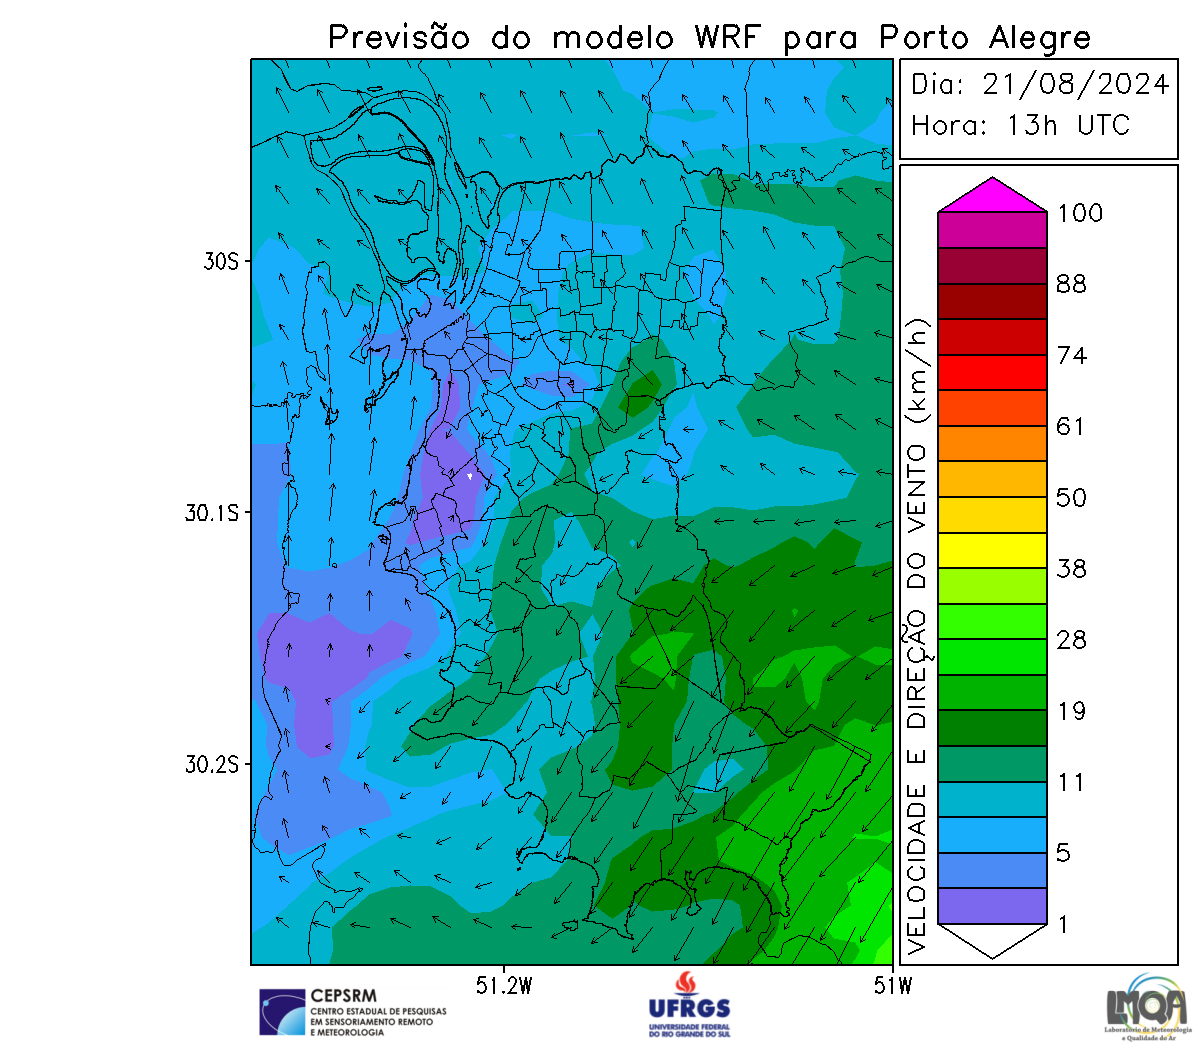 Previsão do modelo WRF para Porto Alegre
Dia: 21/08/2024
Hora: 13h UTC
30S
30.1S
30.2S
51.2W
51W
VELOCIDADE E DIREÇÃO DO VENTO (km/h)
100
88
74
61
50
38
28
19
11
5
1
CEPSRM
CENTRO ESTADUAL DE PESQUISAS
EM SENSORIAMENTO REMOTO
E METEOROLOGIA
UFRGS
UNIVERSIDADE FEDERAL
DO RIO GRANDE DO SUL
LMQA
Laboratório de Meteorologia
e Qualidade do Ar